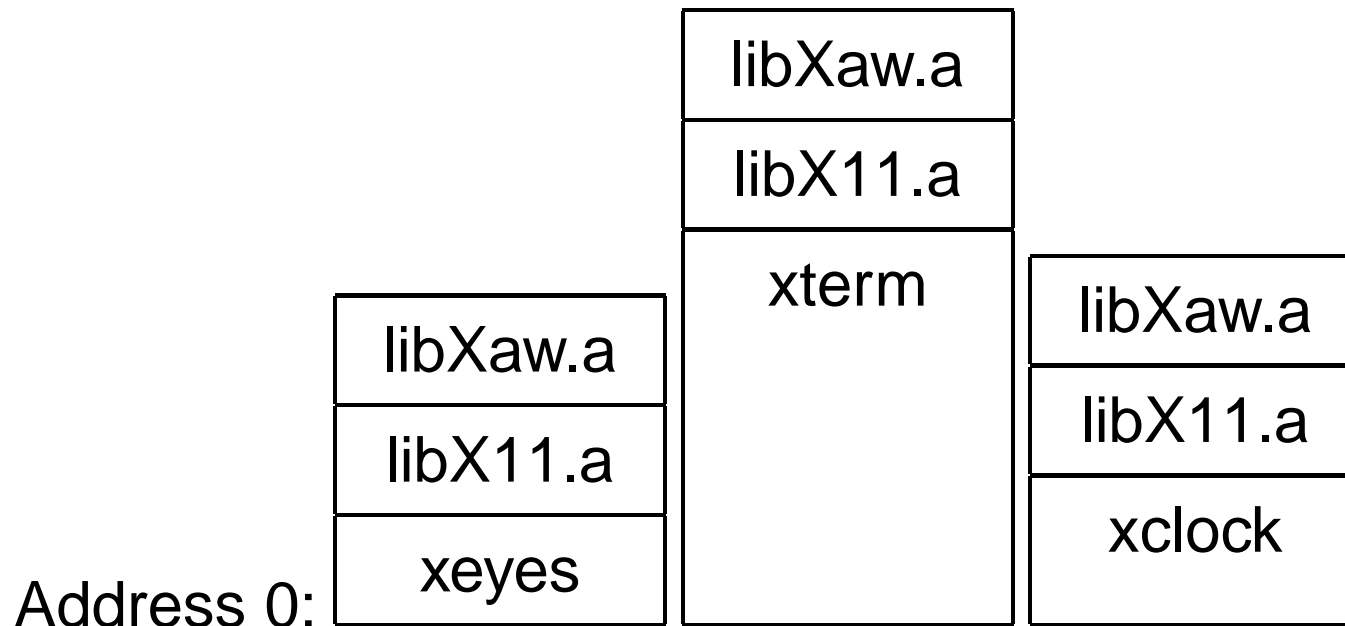 libXaw.a
libX11.a
xterm
libXaw.a
libX11.a
xeyes
libXaw.a
libX11.a
xclock
Address 0: